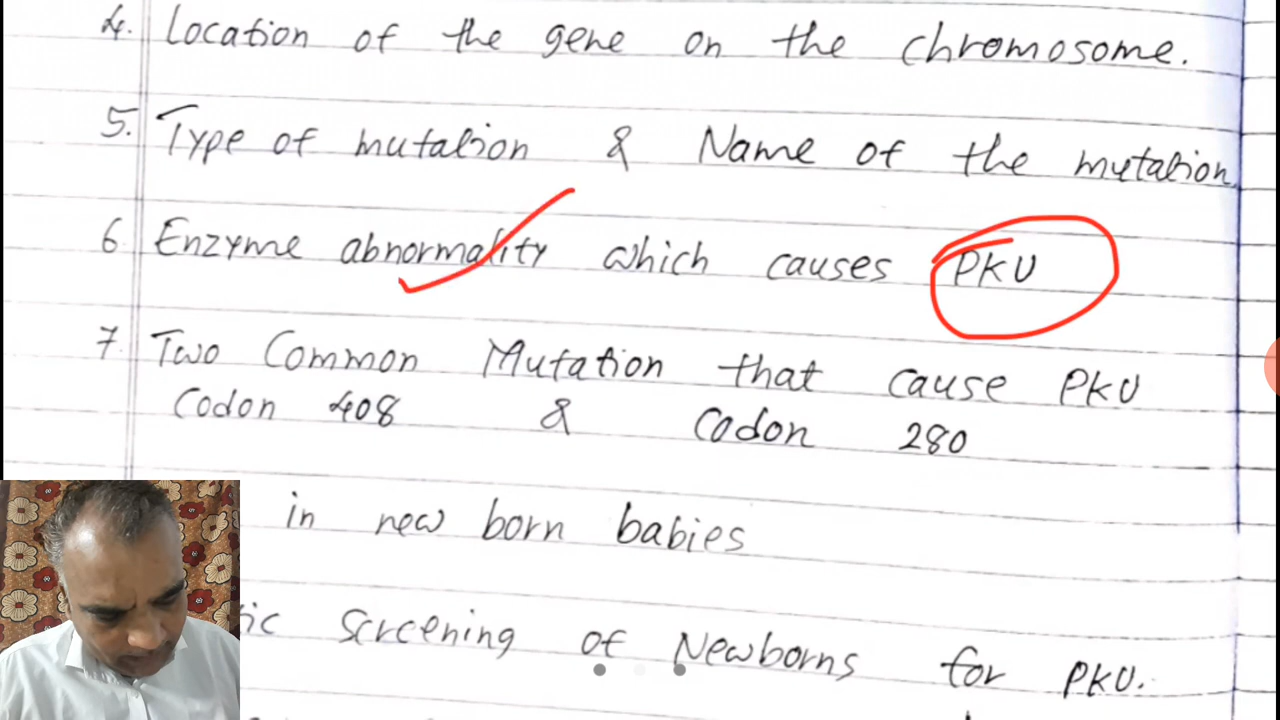 4. Location of the gene on the chromosome.
5. Type of mutation & Name of the mutation
6 Enzyme abnormality which causes PKU
7. Two Common Mutation that cause PKU
Codon 408 & Codon 280
in new born babies
ic Screening of Newborns for PKU.